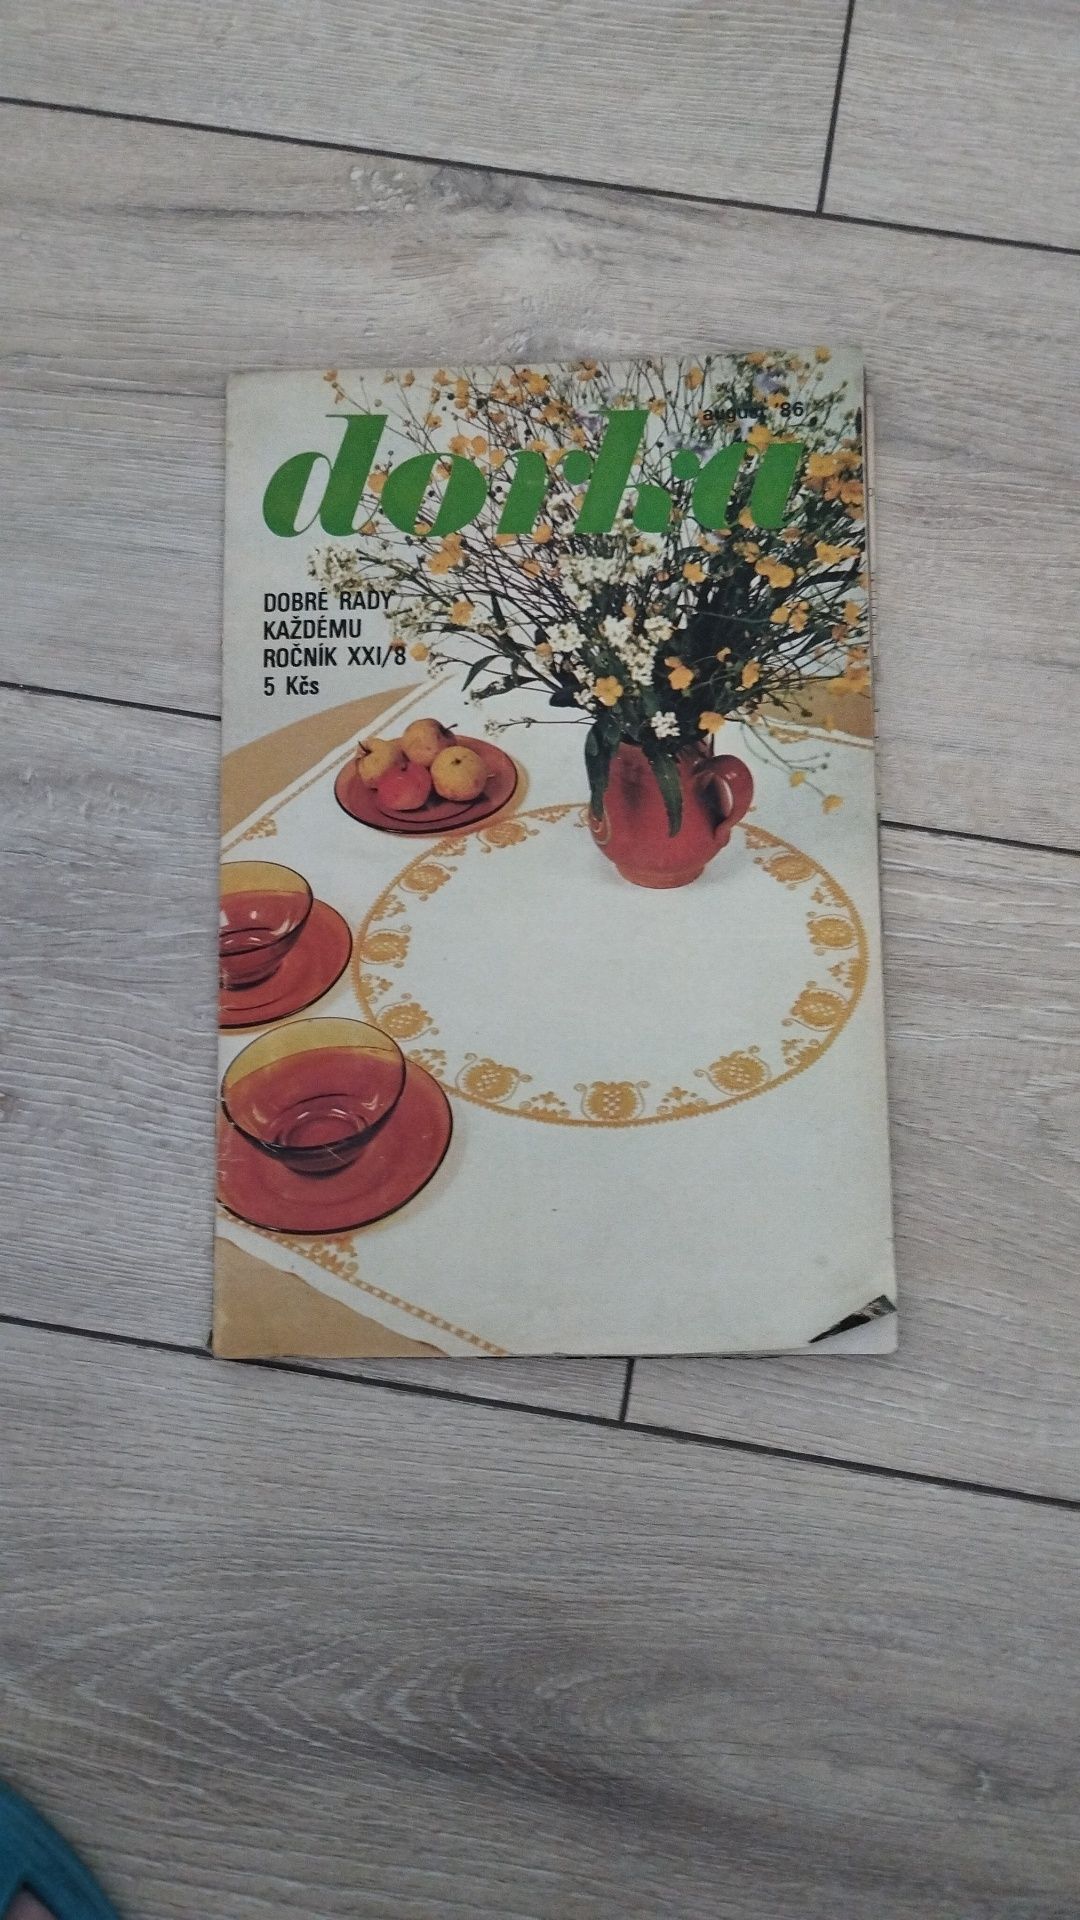 august '86
dorka
DOBRÉ RADY
KAŽDÉMU
ROČNÍK XXI/8
5 Kčs